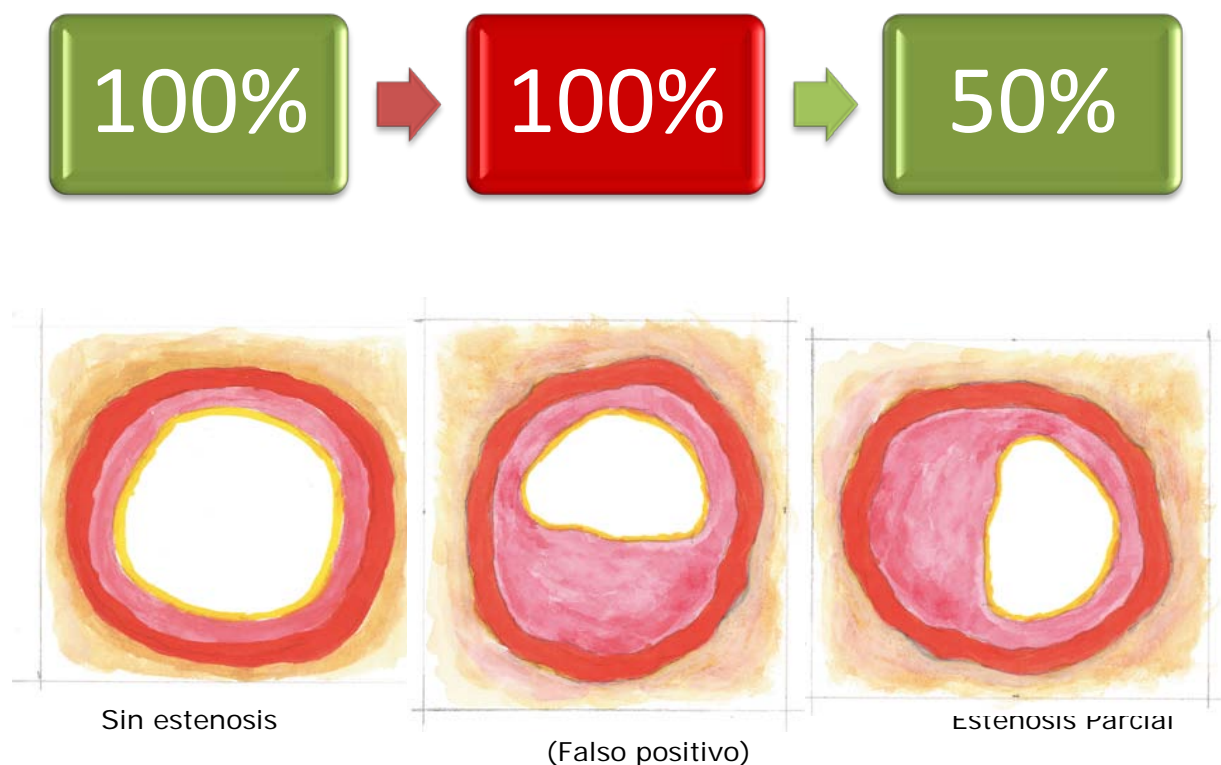 100% 100% 50%
Sin estenosis
Estenosis Parcial
(Falso positivo)